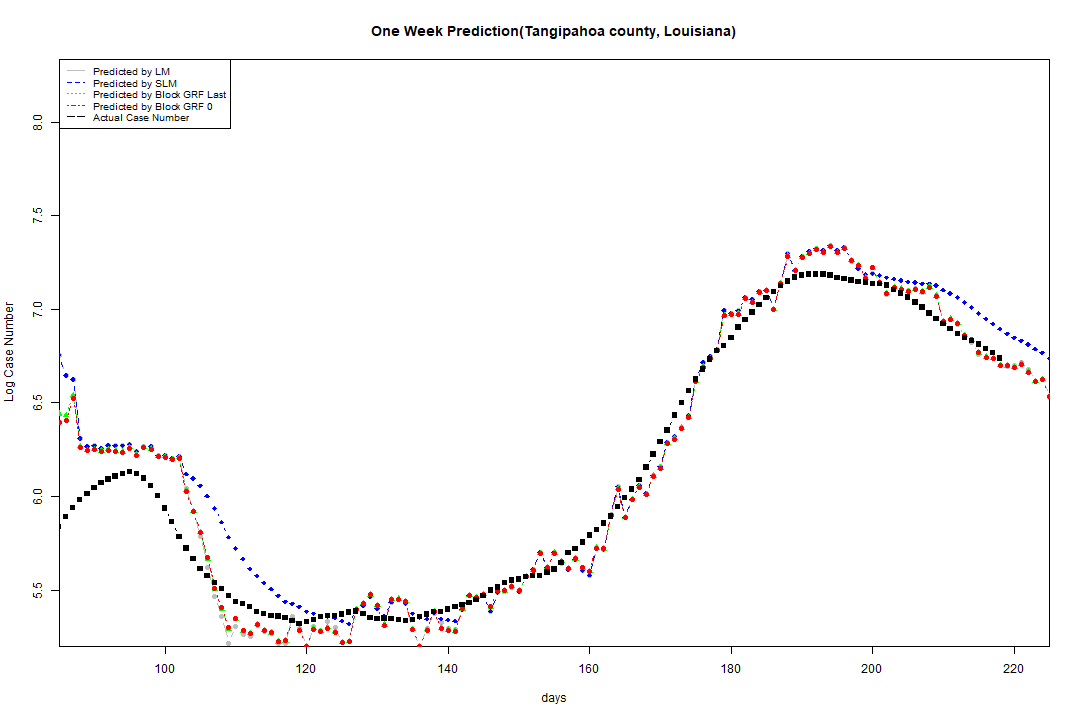 One Week Prediction(Tangipahoa county, Louisiana)
Predicted by LM
Predicted by SLM
Predicted by Block GRF Last
Predicted by Block GRF 0
Actual Case Number
Log Case Number
8.0
7.5
7.0
6.5
6.0
5.5
100 120 140 160 180 200 220
days